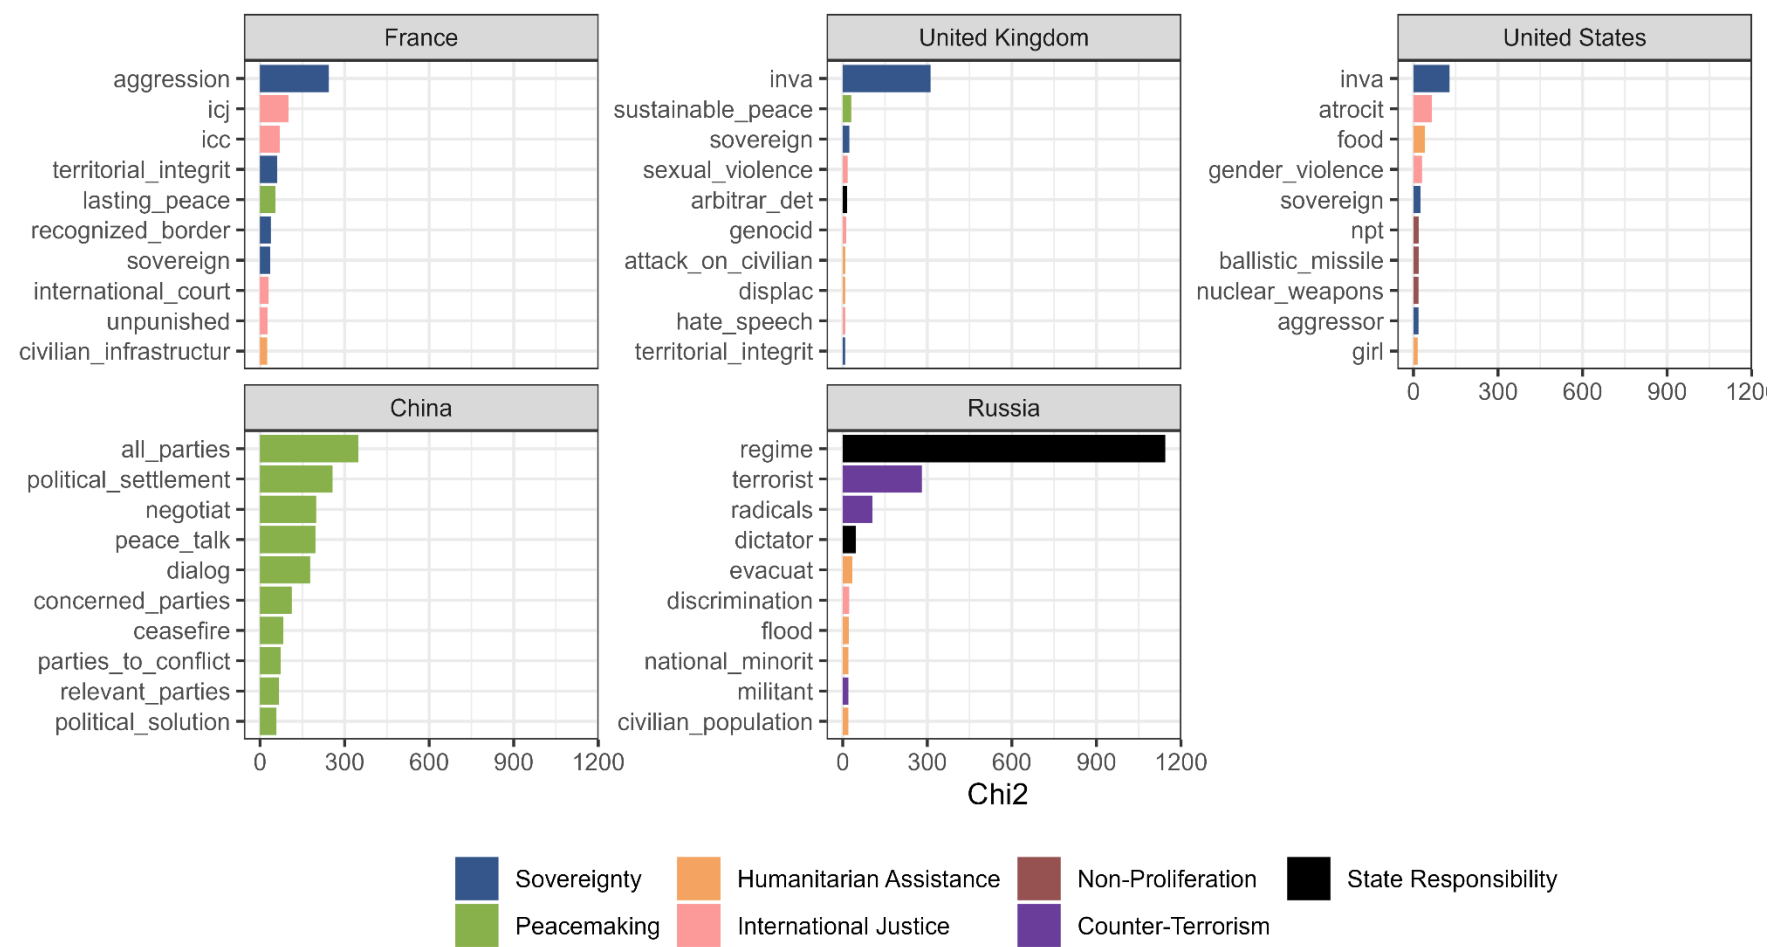 France
aggression
icj
icc
territorial_integrit
lasting_peace
recognized_border
sovereign
international_court
unpunished
civilian_infrastructur
United Kingdom
inva
sustainable_peace
sovereign
sexual_violence
arbitrar_det
genocid
attack_on_civilian
displac
hate_speech
territorial_integrit
United States
inva
atrocit
food
gender_violence
sovereign
npt
ballistic_missile
nuclear_weapons
aggressor
girl
0 300 600 900 1200
China
all_parties
political_settlement
negotiat
peace_talk
dialog
concerned_parties
ceasefire
parties_to_conflict
relevant_parties
political_solution
0 300 600 900 1200
Russia
regime
terrorist
radicals
dictator
evacuat
discrimination
flood
national_minorit
militant
civilian_population
0 300 600 900 1200
Chi2
Sovereignty Humanitarian Assistance Non-Proliferation State Responsibility
Peacemaking International Justice Counter-Terrorism